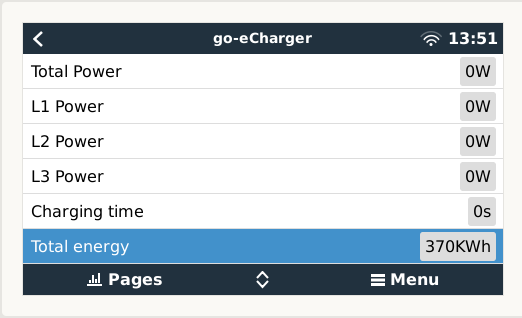 go-eCharger 13:51
Total Power 0W
L1 Power 0W
L2 Power 0W
L3 Power 0W
Charging time 0s
Total energy 370KWh
Pages Menu